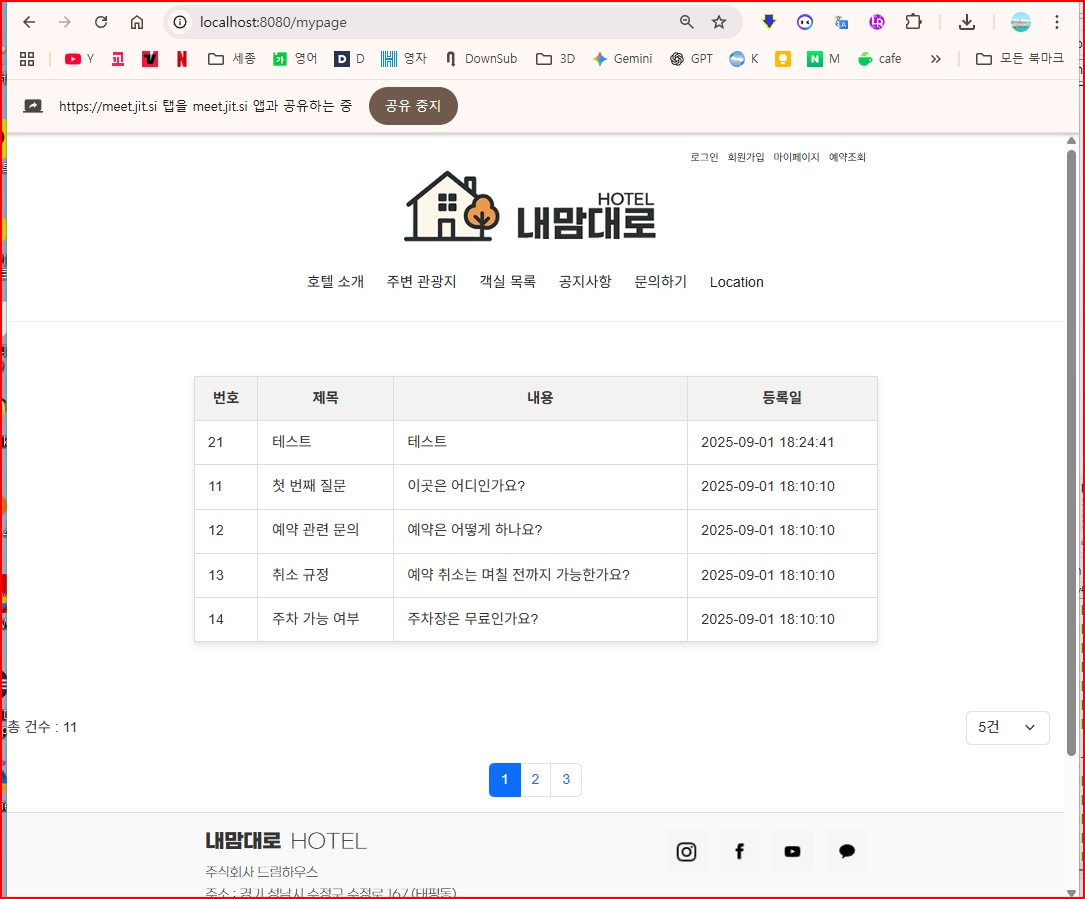 localhost:8080/mypage
Y 세종 영어 D 영자 DownSub 3D Gemini GPT K M cafe » 모든 북마크
https://meet.jit.si 탭을 meet.jit.si 앱과 공유하는 중 공유 중지
로그인 회원가입 마이페이지 예약조회
HOTEL
내맘대로
호텔 소개 주변 관광지 객실 목록 공지사항 문의하기 Location
번호 제목 내용 등록일
21 테스트 테스트 2025-09-01 18:24:41
11 첫 번째 질문 이곳은 어디인가요? 2025-09-01 18:10:10
12 예약 관련 문의 예약은 어떻게 하나요? 2025-09-01 18:10:10
13 취소 규정 예약 취소는 며칠 전까지 가능한가요? 2025-09-01 18:10:10
14 주차 가능 여부 주차장은 무료인가요? 2025-09-01 18:10:10
총 건수 : 11 5건
1 2 3
내맘대로 HOTEL
주식회사 드림하우스
주소 : 경기 성남시 수정구 수정로 167 (태평동)